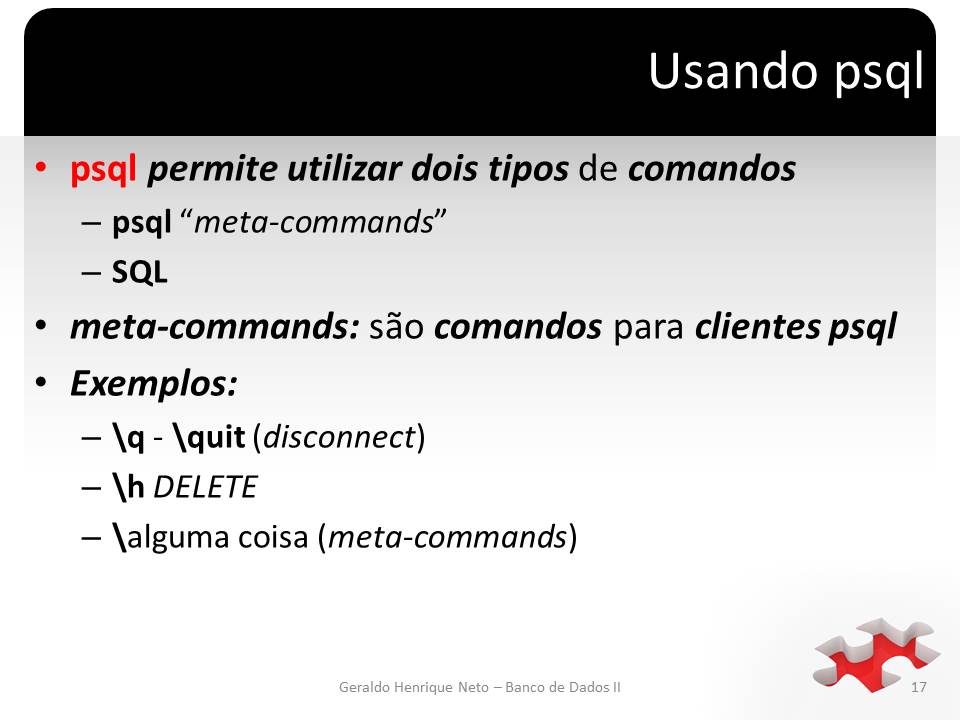 Usando psql
• psql permite utilizar dois tipos de comandos
– psql “meta-commands”
– SQL
• meta-commands: são comandos para clientes psql
• Exemplos:
– \q - \quit (disconnect)
– \h DELETE
– \alguma coisa (meta-commands)
Geraldo Henrique Neto – Banco de Dados II
17